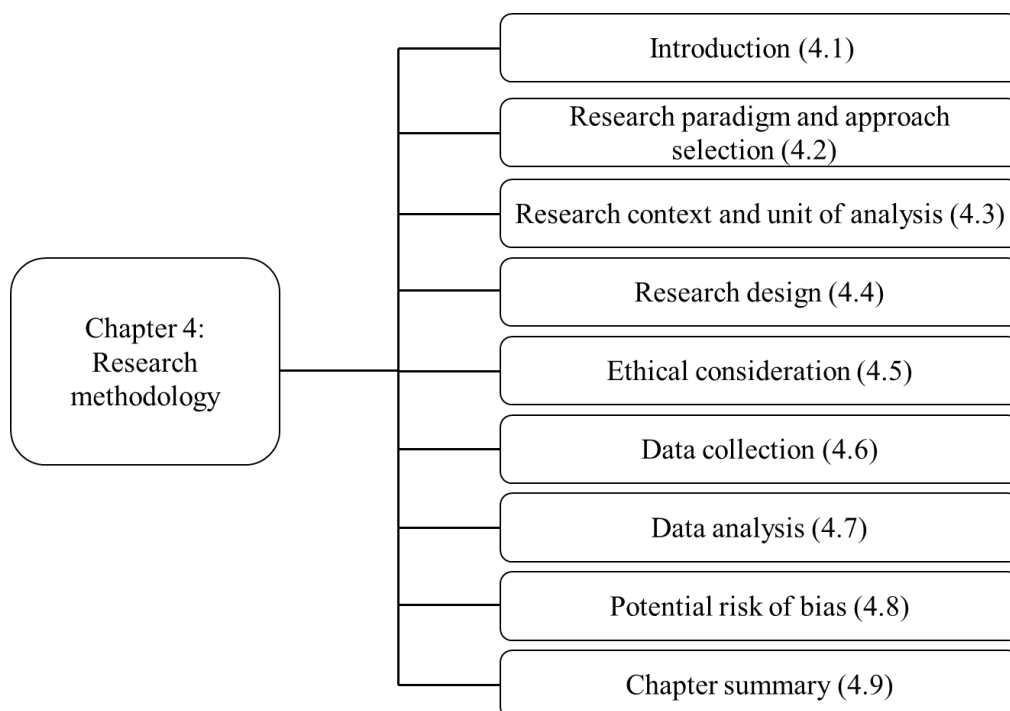 Chapter 4:
Research
methodology
Introduction (4.1)
Research paradigm and approach
selection (4.2)
Research context and unit of analysis (4.3)
Research design (4.4)
Ethical consideration (4.5)
Data collection (4.6)
Data analysis (4.7)
Potential risk of bias (4.8)
Chapter summary (4.9)